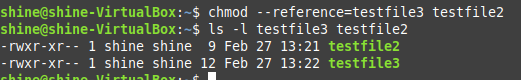 shine@shine-VirtualBox:~$ chmod --reference=testfile3 testfile2
shine@shine-VirtualBox:~$ ls -l testfile3 testfile2
-rwxr-xr-- 1 shine shine  9 Feb 27 13:21 testfile2
-rwxr-xr-- 1 shine shine 12 Feb 27 13:22 testfile3
shine@shine-VirtualBox:~$